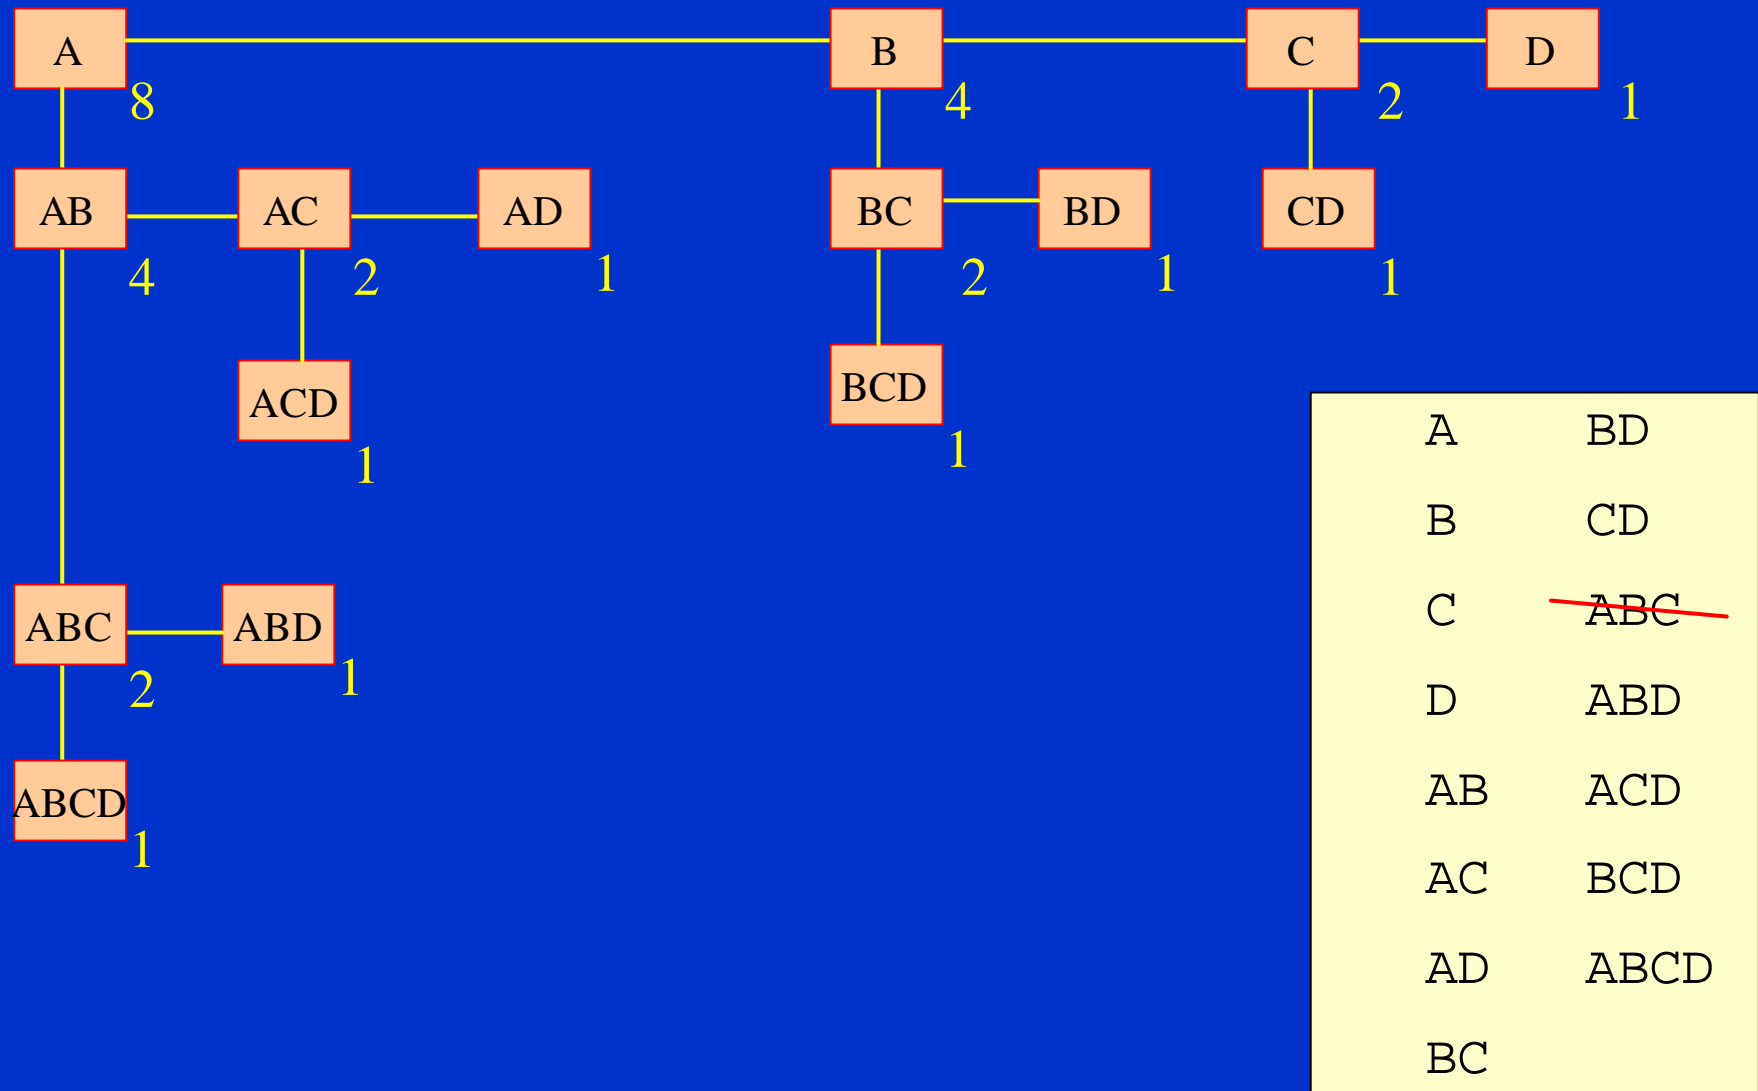 A B C D
8 4 2 1
AB AC AD BC BD CD
4 2 1 2 1 1
ACD BCD
1 1
ABC ABD
2 1
ABCD
1
A BD
B CD
C ABC
D ABD
AB ACD
AC BCD
AD ABCD
BC